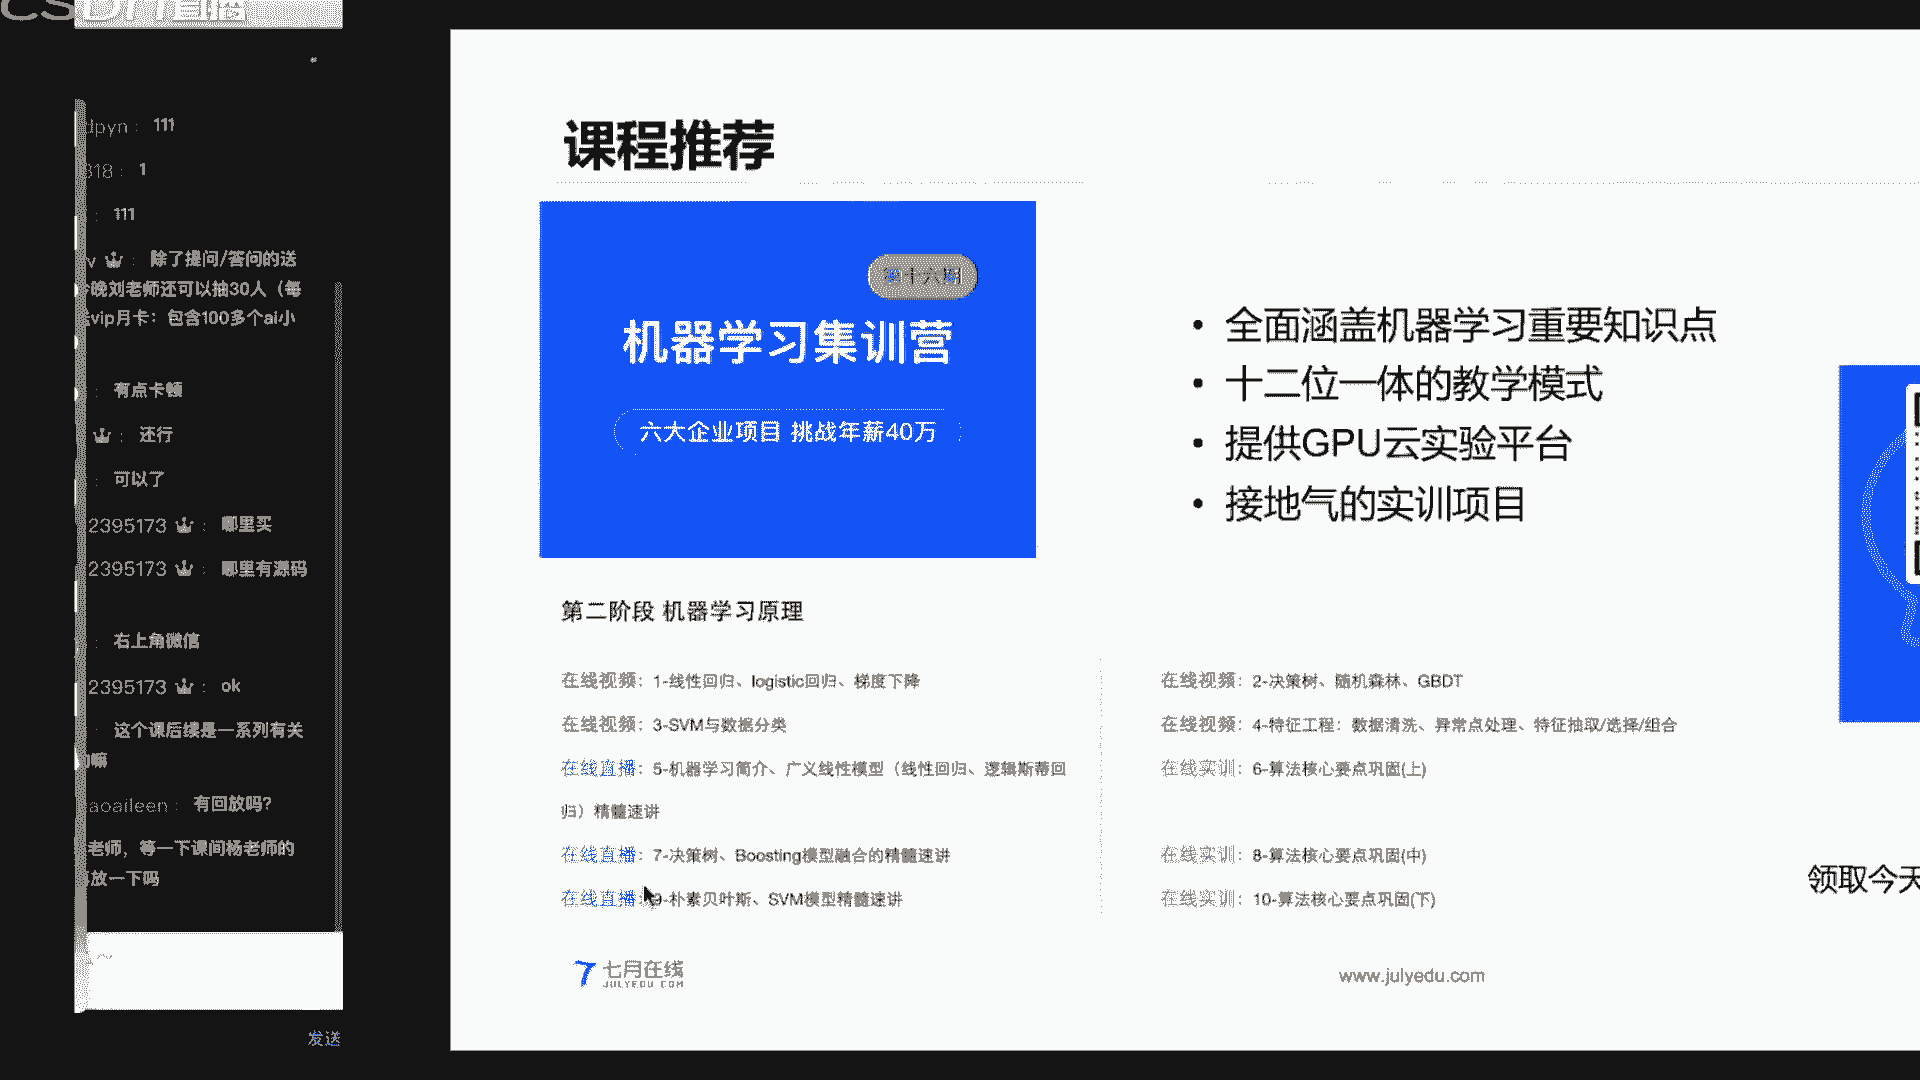 CSDN直播
dpyn： 111
818： 1
： 111
v ： 除了提问/答问的送
今晚刘老师还可以抽30人（每
vip月卡：包含100多个ai小
： 有点卡顿
： 还行
： 可以了
2395173 ： 哪里买
2395173 ： 哪里有源码
： 右上角微信
2395173 ： ok
： 这个课后续是一系列有关
嘛
aoaileen： 有回放吗？
老师，等一下课间杨老师的
放一下吗
～
发送
课程推荐
第十六期
机器学习集训营
六大企业项目 挑战年薪40万
• 全面涵盖机器学习重要知识点
• 十二位一体的教学模式
• 提供GPU云实验平台
• 接地气的实训项目
第二阶段 机器学习原理
在线视频：1-线性回归、logistic回归、梯度下降
在线视频：2-决策树、随机森林、GBDT
在线视频：3-SVM与数据分类
在线视频：4-特征工程：数据清洗、异常点处理、特征抽取/选择/组合
在线直播：5-机器学习简介、广义线性模型（线性回归、逻辑斯蒂回
归）精髓速讲
在线实训：6-算法核心要点巩固(上)
在线直播：7-决策树、Boosting模型融合的精髓速讲
在线实训：8-算法核心要点巩固(中)
在线直播：9-朴素贝叶斯、SVM模型精髓速讲
在线实训：10-算法核心要点巩固(下)
领取今天
七月在线
JULYEDU.COM
www.julyedu.com